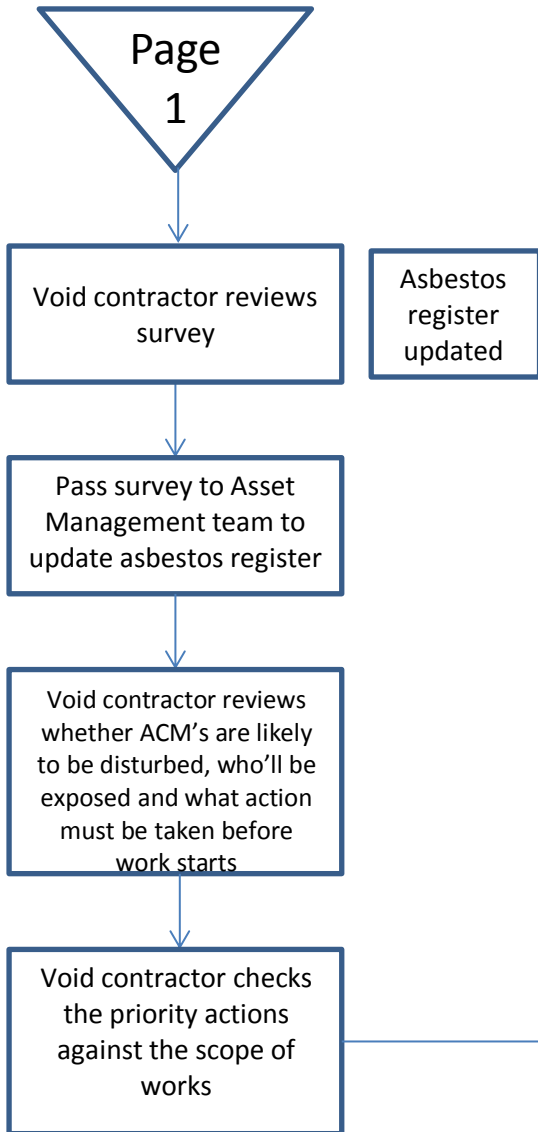 Page
1
Void contractor reviews
survey
Asbestos
register
updated
Pass survey to Asset
Management team to
update asbestos register
Void contractor reviews
whether ACM's are likely
to be disturbed, who'll be
exposed and what action
must be taken before
work starts
Void contractor checks
the priority actions
against the scope of
works